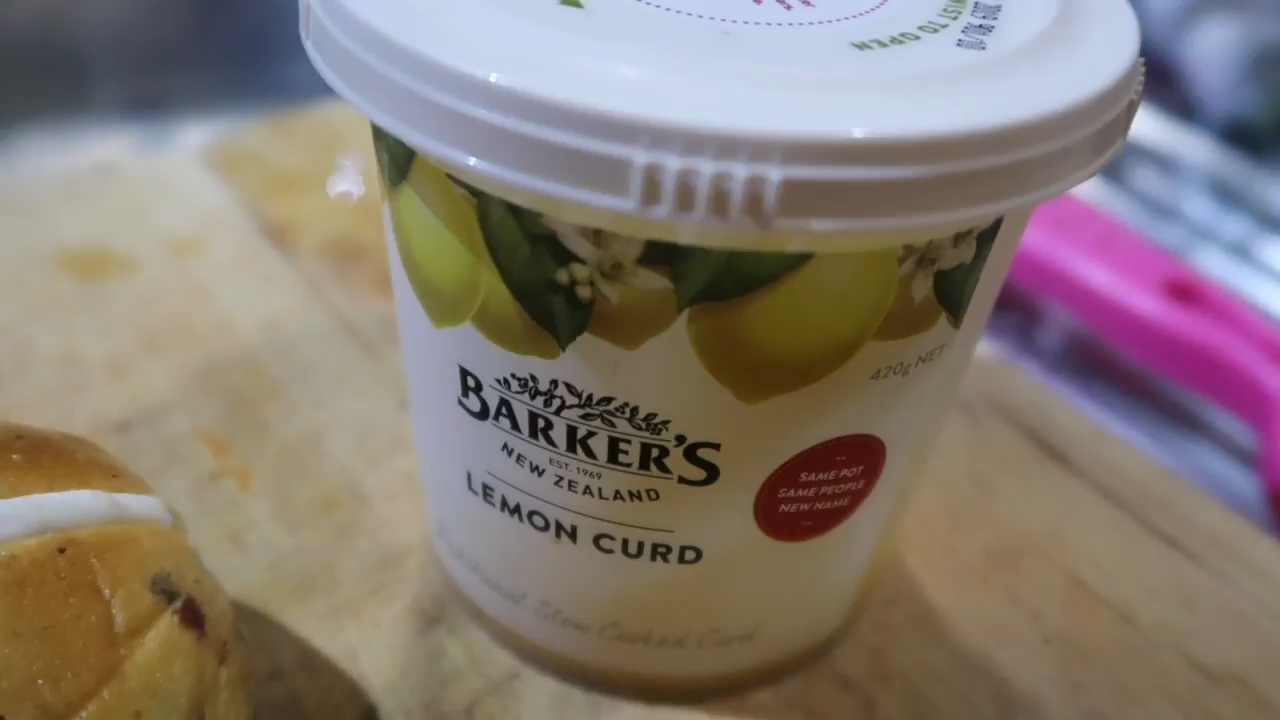 TWIST TO OPEN
420g NET
BARKER'S
EST. 1969
NEW ZEALAND
LEMON CURD
SAME POT
SAME PEOPLE
NEW NAME
Slow Cooked Curd